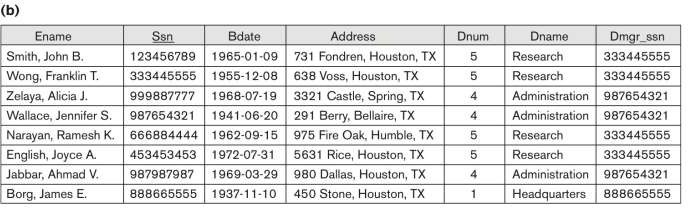 (b)
Ename Ssn Bdate Address Dnum Dname Dmgr_ssn
Smith, John B. 123456789 1965-01-09 731 Fondren, Houston, TX 5 Research 333445555
Wong, Franklin T. 333445555 1955-12-08 638 Voss, Houston, TX 5 Research 333445555
Zelaya, Alicia J. 999887777 1968-07-19 3321 Castle, Spring, TX 4 Administration 987654321
Wallace, Jennifer S. 987654321 1941-06-20 291 Berry, Bellaire, TX 4 Administration 987654321
Narayan, Ramesh K. 666884444 1962-09-15 975 Fire Oak, Humble, TX 5 Research 333445555
English, Joyce A. 453453453 1972-07-31 5631 Rice, Houston, TX 5 Research 333445555
Jabbar, Ahmad V. 987987987 1969-03-29 980 Dallas, Houston, TX 4 Administration 987654321
Borg, James E. 888665555 1937-11-10 450 Stone, Houston, TX 1 Headquarters 888665555